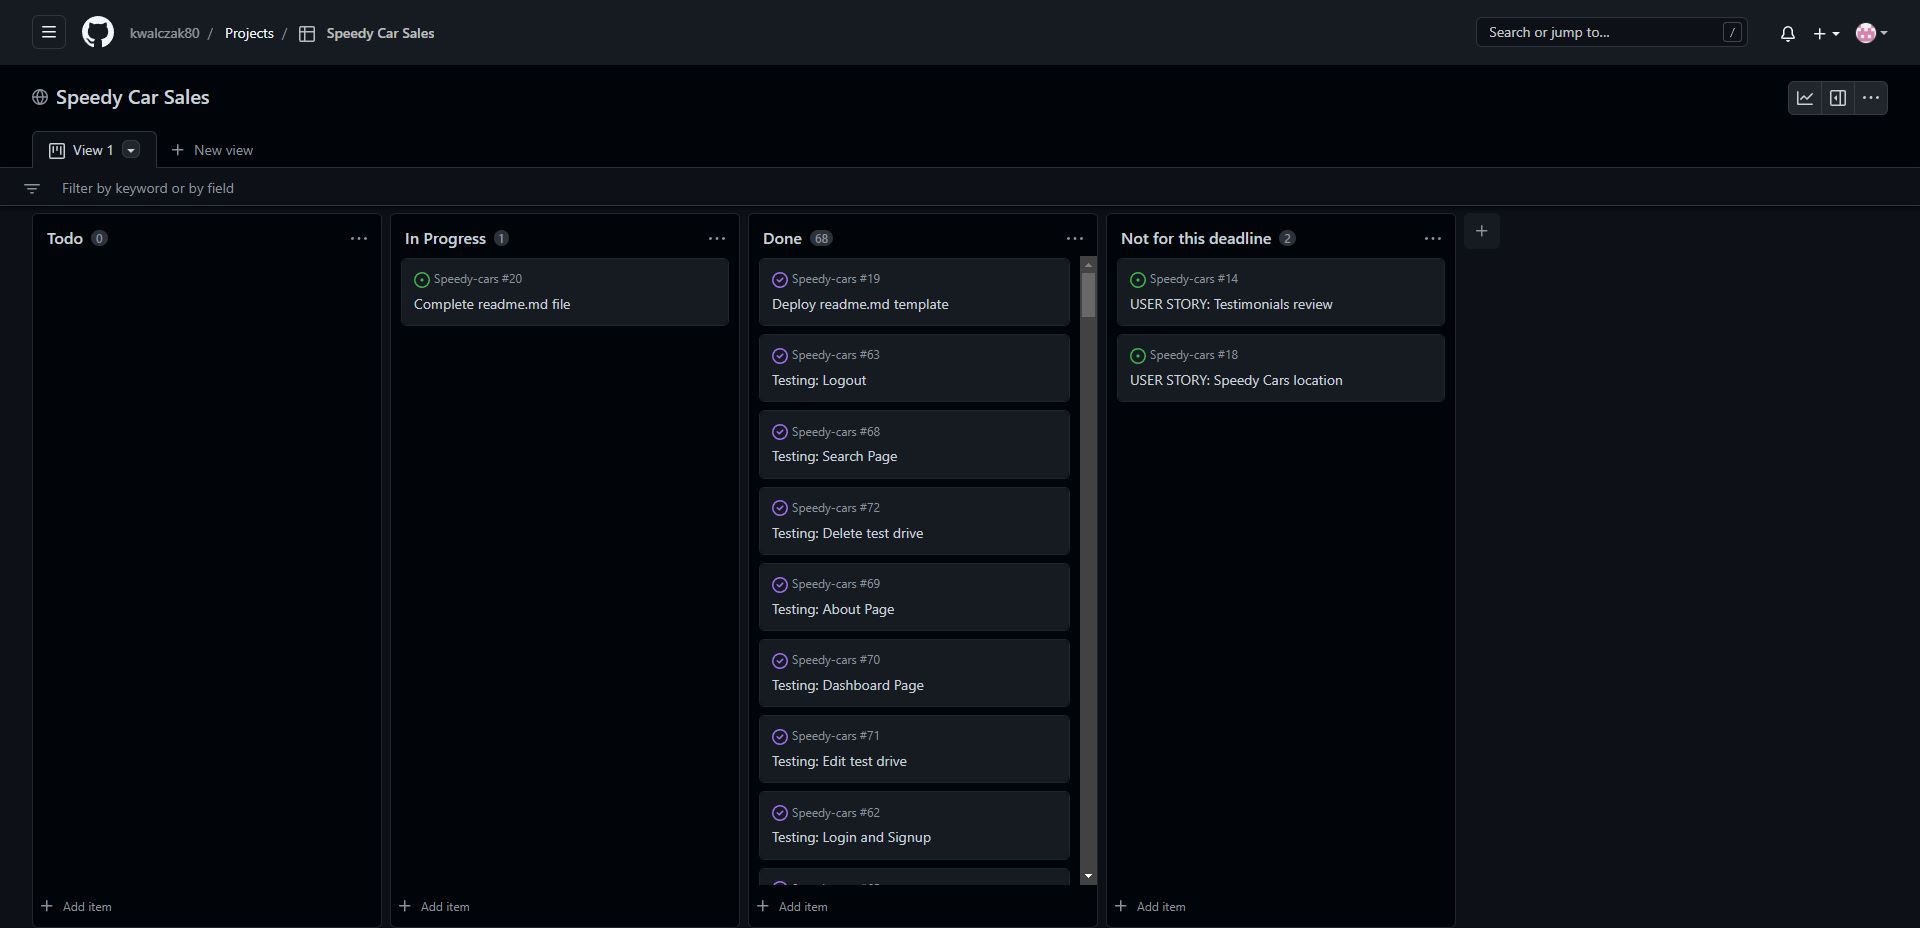 kwalczak80 / Projects / Speedy Car Sales
Search or jump to... /
Speedy Car Sales
View 1
New view
Filter by keyword or by field
Todo 0
Add item
In Progress 1
Speedy-cars #20
Complete readme.md file
Add item
Done 68
Speedy-cars #19
Deploy readme.md template
Speedy-cars #63
Testing: Logout
Speedy-cars #68
Testing: Search Page
Speedy-cars #72
Testing: Delete test drive
Speedy-cars #69
Testing: About Page
Speedy-cars #70
Testing: Dashboard Page
Speedy-cars #71
Testing: Edit test drive
Speedy-cars #62
Testing: Login and Signup
Add item
Not for this deadline 2
Speedy-cars #14
USER STORY: Testimonials review
Speedy-cars #18
USER STORY: Speedy Cars location
Add item